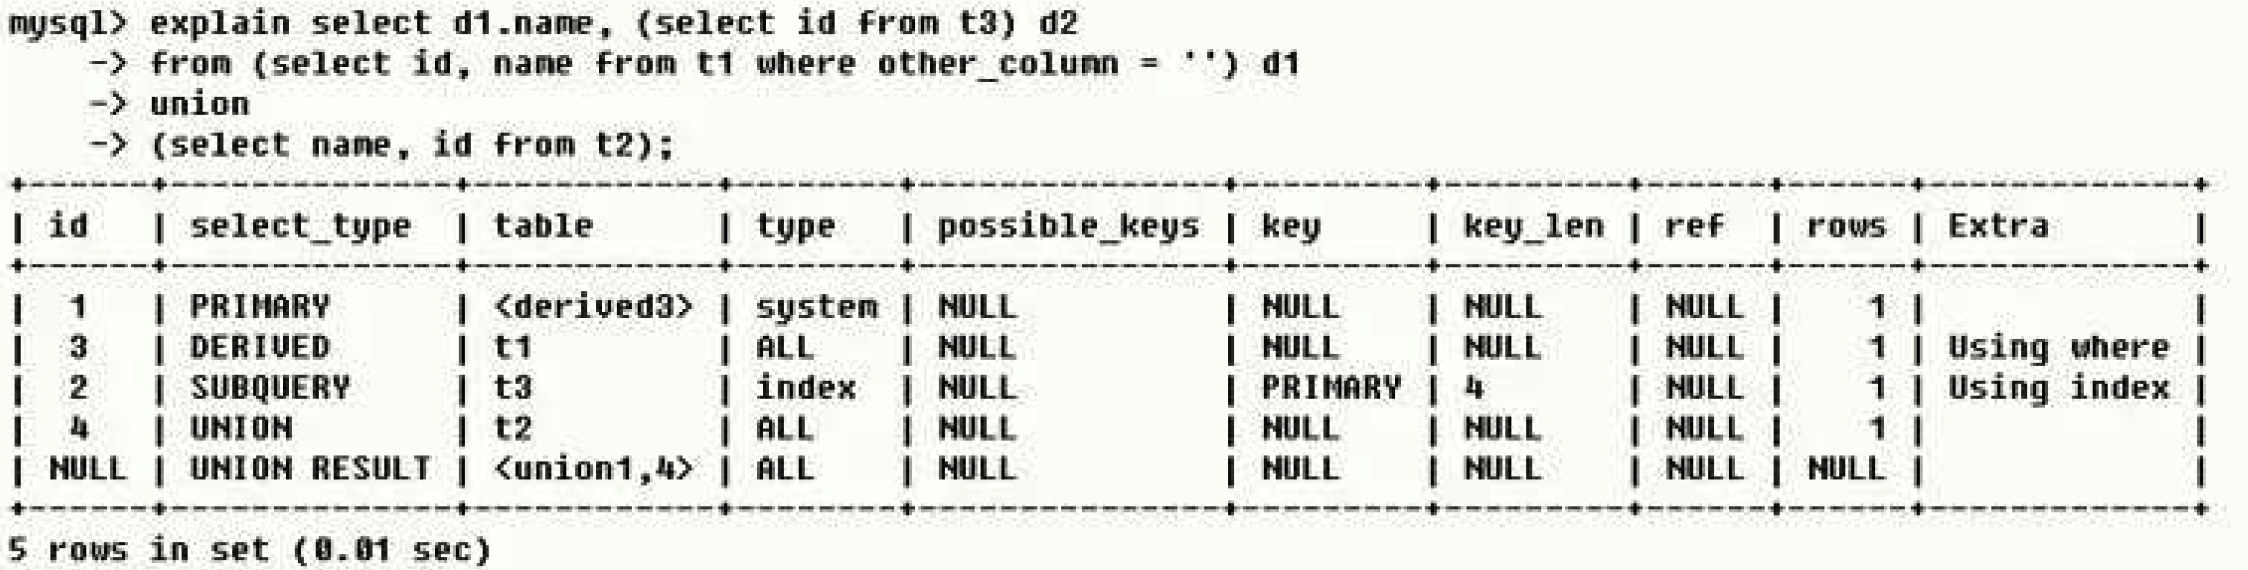 mysql> explain select d1.name, (select id from t3) d2
    -> from (select id, name from t1 where other_column = '') d1
    -> union
    -> (select name, id from t2);
+------+--------------+------------+--------+---------------+---------+---------+------+------+-------------+
| id   | select_type  | table      | type   | possible_keys | key     | key_len | ref  | rows | Extra       |
+------+--------------+------------+--------+---------------+---------+---------+------+------+-------------+
|  1   | PRIMARY      | <derived3> | system | NULL          | NULL    | NULL    | NULL |    1 |             |
|  3   | DERIVED      | t1         | ALL    | NULL          | NULL    | NULL    | NULL |    1 | Using where |
|  2   | SUBQUERY     | t3         | index  | NULL          | PRIMARY | 4       | NULL |    1 | Using index |
|  4   | UNION        | t2         | ALL    | NULL          | NULL    | NULL    | NULL |    1 |             |
| NULL | UNION RESULT | <union1,4> | ALL    | NULL          | NULL    | NULL    | NULL | NULL |             |
+------+--------------+------------+--------+---------------+---------+---------+------+------+-------------+
5 rows in set (0.01 sec)